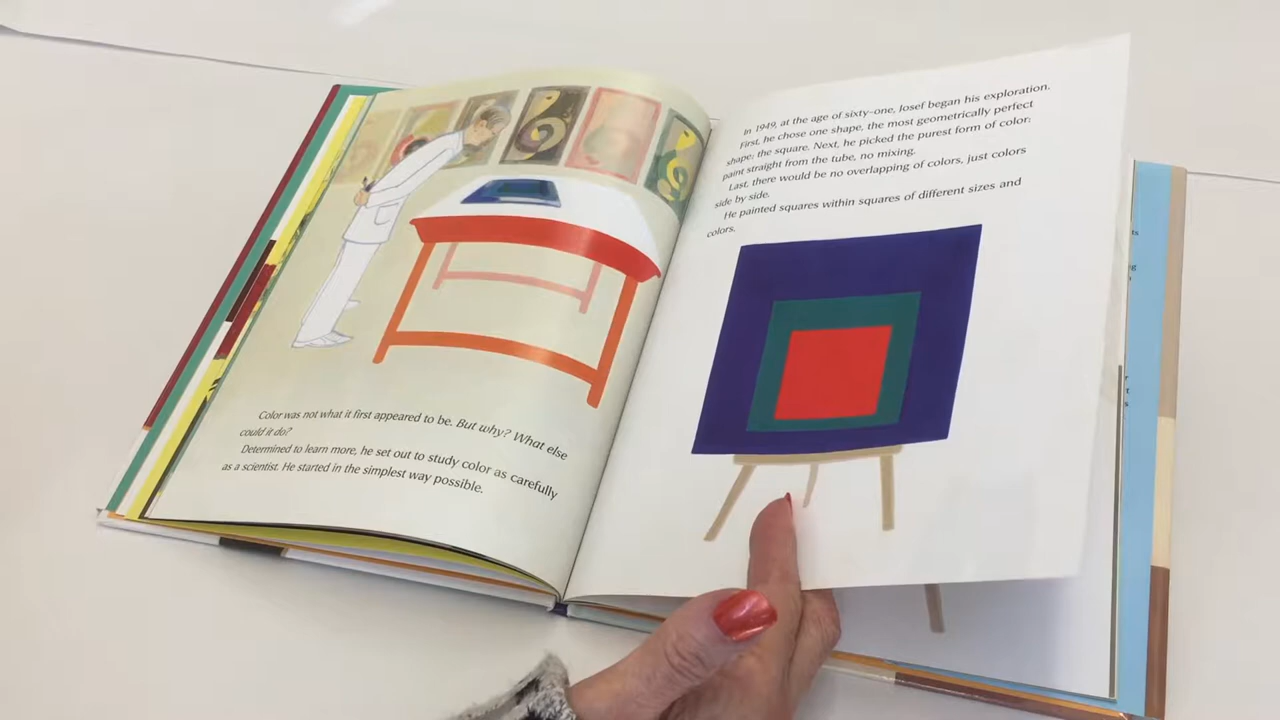 Color was not what it first appeared to be. But why? What else
could it do?
Determined to learn more, he set out to study color as carefully
as a scientist. He started in the simplest way possible.
In 1949, at the age of sixty-one, Josef began his exploration.
First, he chose one shape, the most geometrically perfect
shape: the square. Next, he picked the purest form of color:
paint straight from the tube, no mixing.
Last, there would be no overlapping of colors, just colors
side by side.
He painted squares within squares of different sizes and
colors.